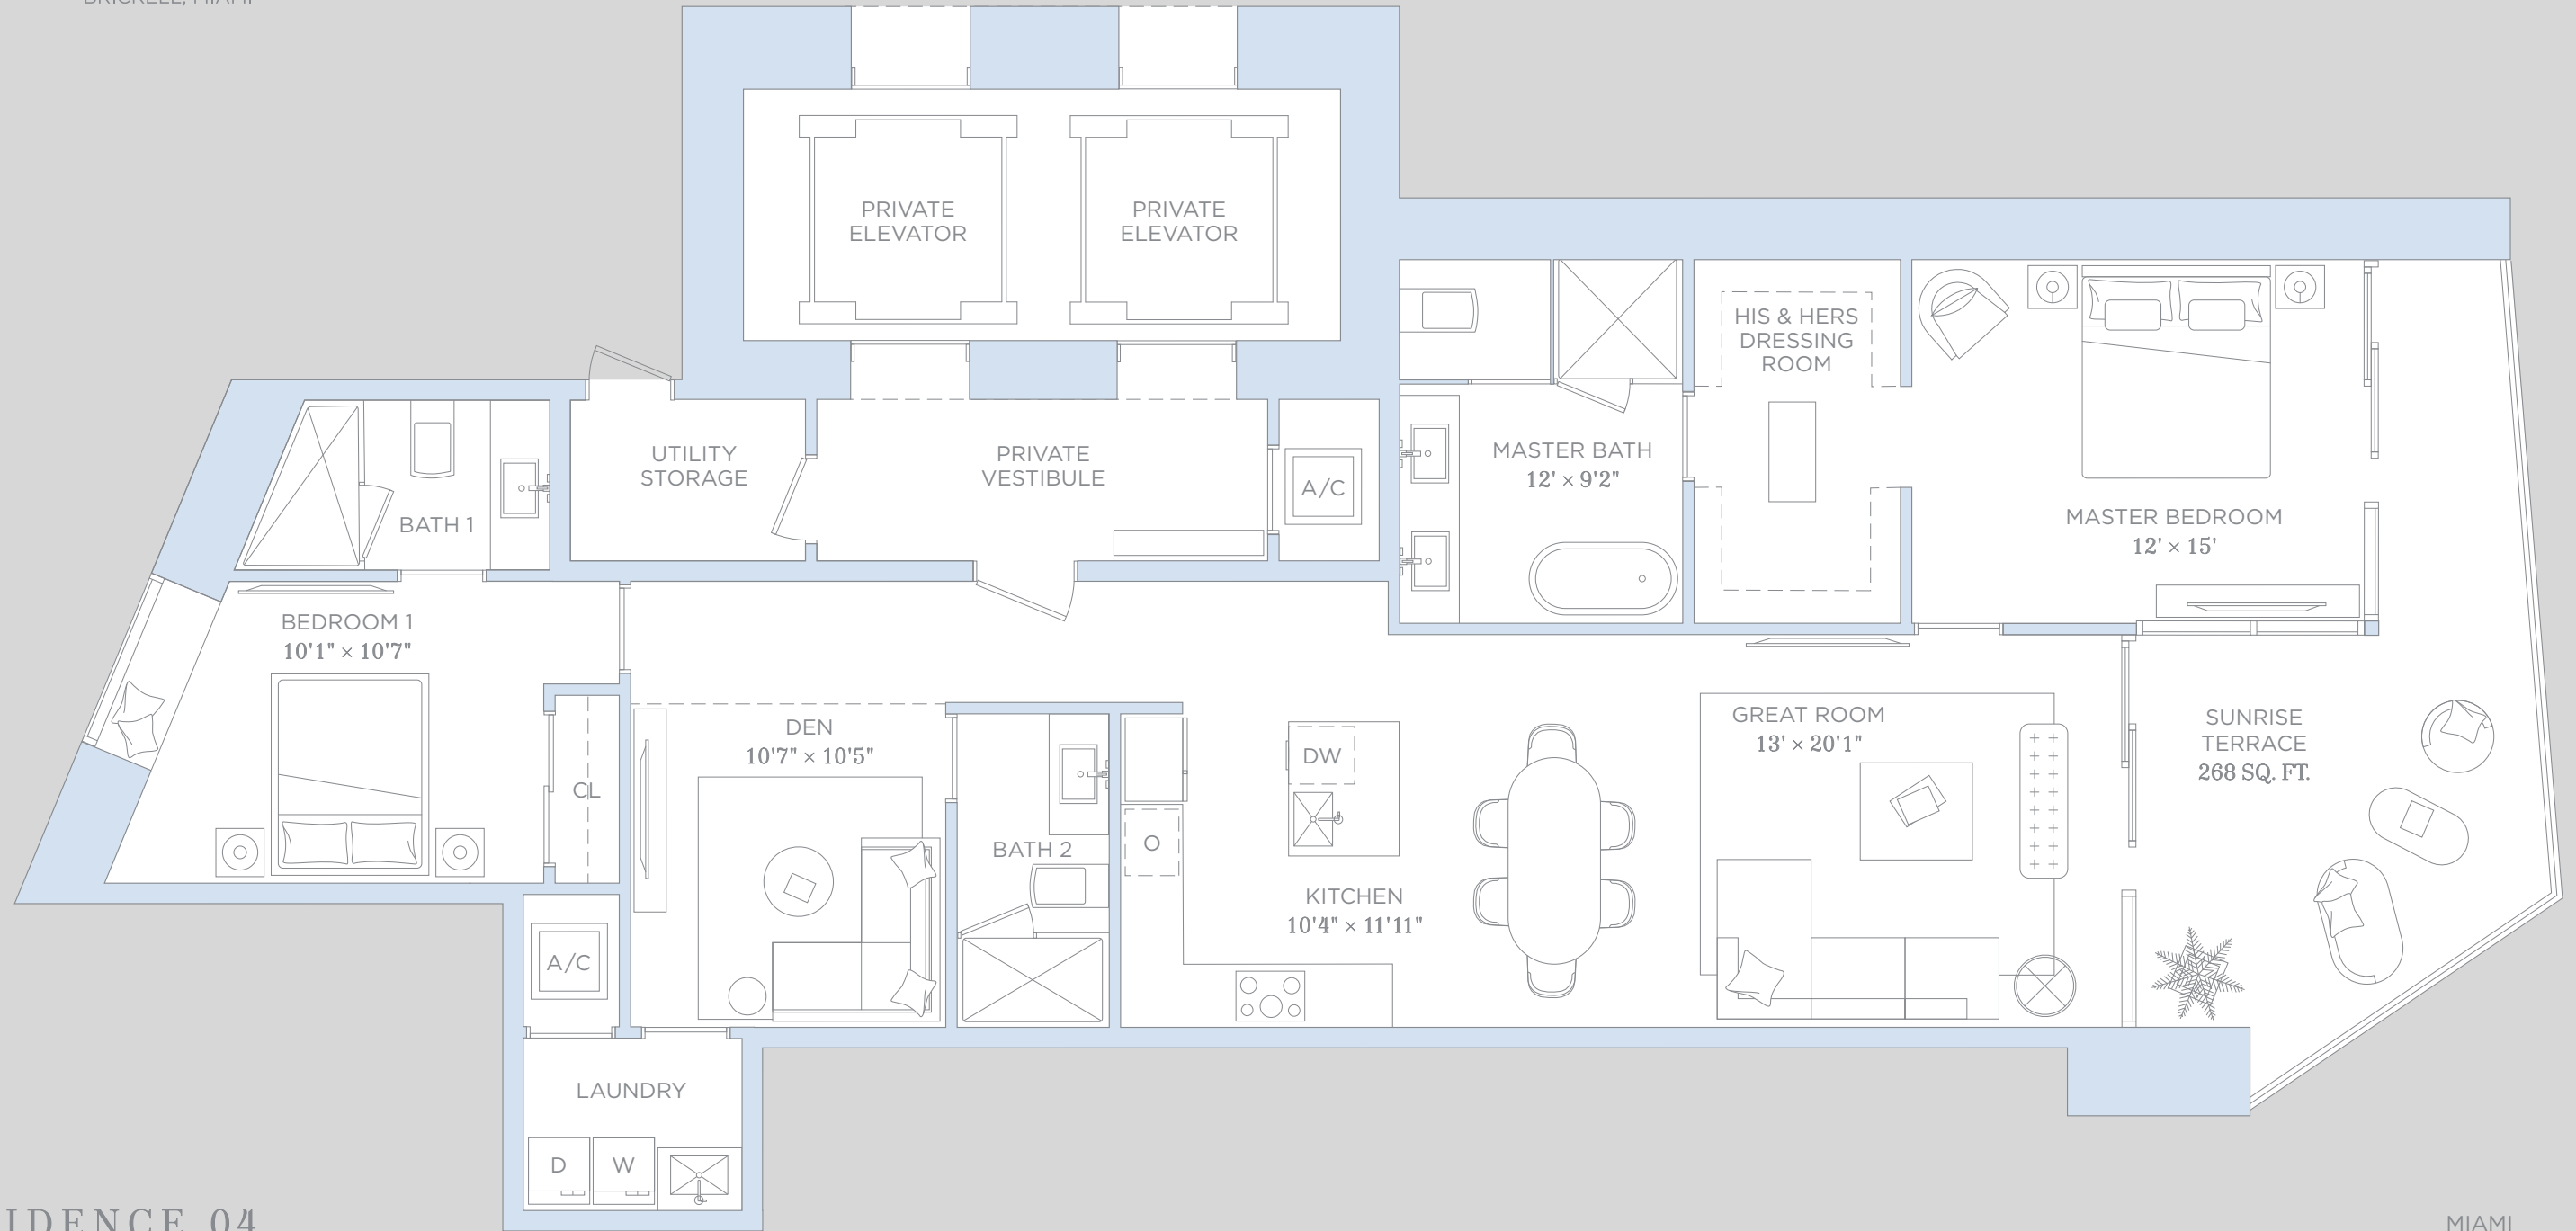 BRICKELL, MIAMI
PRIVATE
ELEVATOR
PRIVATE
ELEVATOR
HIS & HERS
DRESSING
ROOM
UTILITY
STORAGE
PRIVATE
VESTIBULE
A/C
MASTER BATH
12' × 9'2"
MASTER BEDROOM
12' × 15'
BATH 1
BEDROOM 1
10'1" × 10'7"
CL
DEN
10'7" × 10'5"
BATH 2
O
DW
KITCHEN
10'4" × 11'11"
GREAT ROOM
13' × 20'1"
SUNRISE
TERRACE
268 SQ. FT.
A/C
LAUNDRY
D
W
IDENCE 04
MIAMI